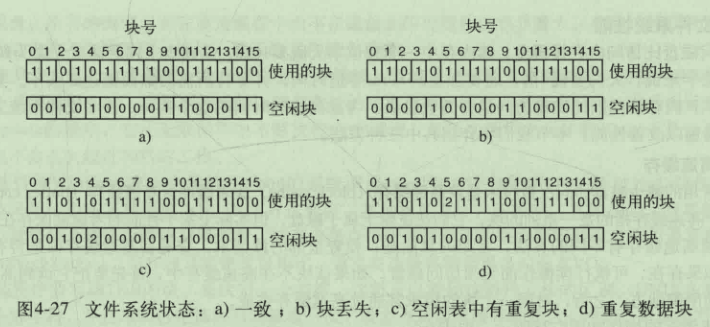 块号
块号
0 1 2 3 4 5 6 7 8 9 10 11 12 13 14 15
0 1 2 3 4 5 6 7 8 9 10 11 12 13 14 15
1 1 0 1 0 1 1 1 1 0 0 1 1 1 0 0 使用的块
1 1 0 1 0 1 1 1 1 0 0 1 1 1 0 0 使用的块
0 0 1 0 1 0 0 0 0 1 1 0 0 0 1 1 空闲块
0 0 0 0 1 0 0 0 0 1 1 0 0 0 1 1 空闲块
a)
b)
0 1 2 3 4 5 6 7 8 9 10 11 12 13 14 15
0 1 2 3 4 5 6 7 8 9 10 11 12 13 14 15
1 1 0 1 0 1 1 1 1 0 0 1 1 1 0 0 使用的块
1 1 0 1 0 2 1 1 1 0 0 1 1 1 0 0 使用的块
0 0 1 0 2 0 0 0 0 1 1 0 0 0 1 1 空闲块
0 0 1 0 1 0 0 0 0 1 1 0 0 0 1 1 空闲块
c)
d)
图4-27 文件系统状态：a) 一致；b) 块丢失；c) 空闲表中有重复块；d) 重复数据块